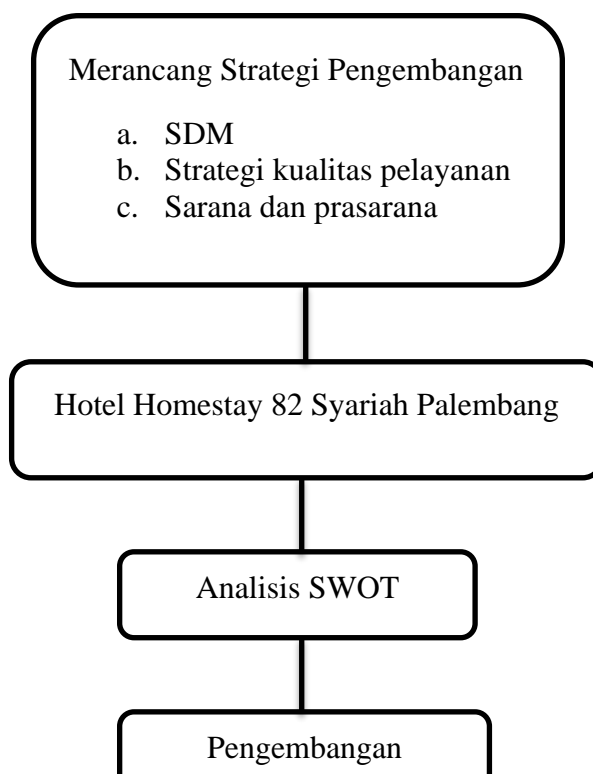 Merancang Strategi Pengembangan
a. SDM
b. Strategi kualitas pelayanan
c. Sarana dan prasarana
Hotel Homestay 82 Syariah Palembang
Analisis SWOT
Pengembangan